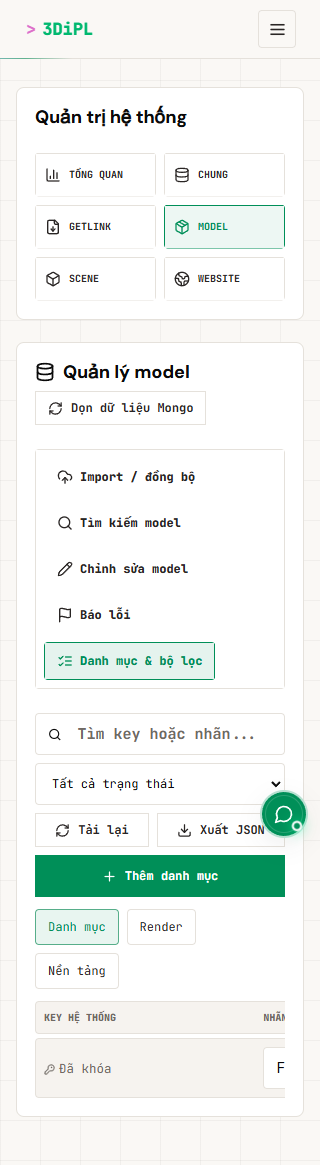 > 3DiPL
Quản trị hệ thống
TỔNG QUAN
CHUNG
GETLINK
MODEL
SCENE
WEBSITE
Quản lý model
Dọn dữ liệu Mongo
Import / đồng bộ
Tìm kiếm model
Chỉnh sửa model
Báo lỗi
Danh mục & bộ lọc
Tìm key hoặc nhãn...
Tất cả trạng thái
Tải lại
Xuất JSON
Thêm danh mục
Danh mục
Render
Nền tảng
KEY HỆ THỐNG
NHÃN
Đã khóa
F